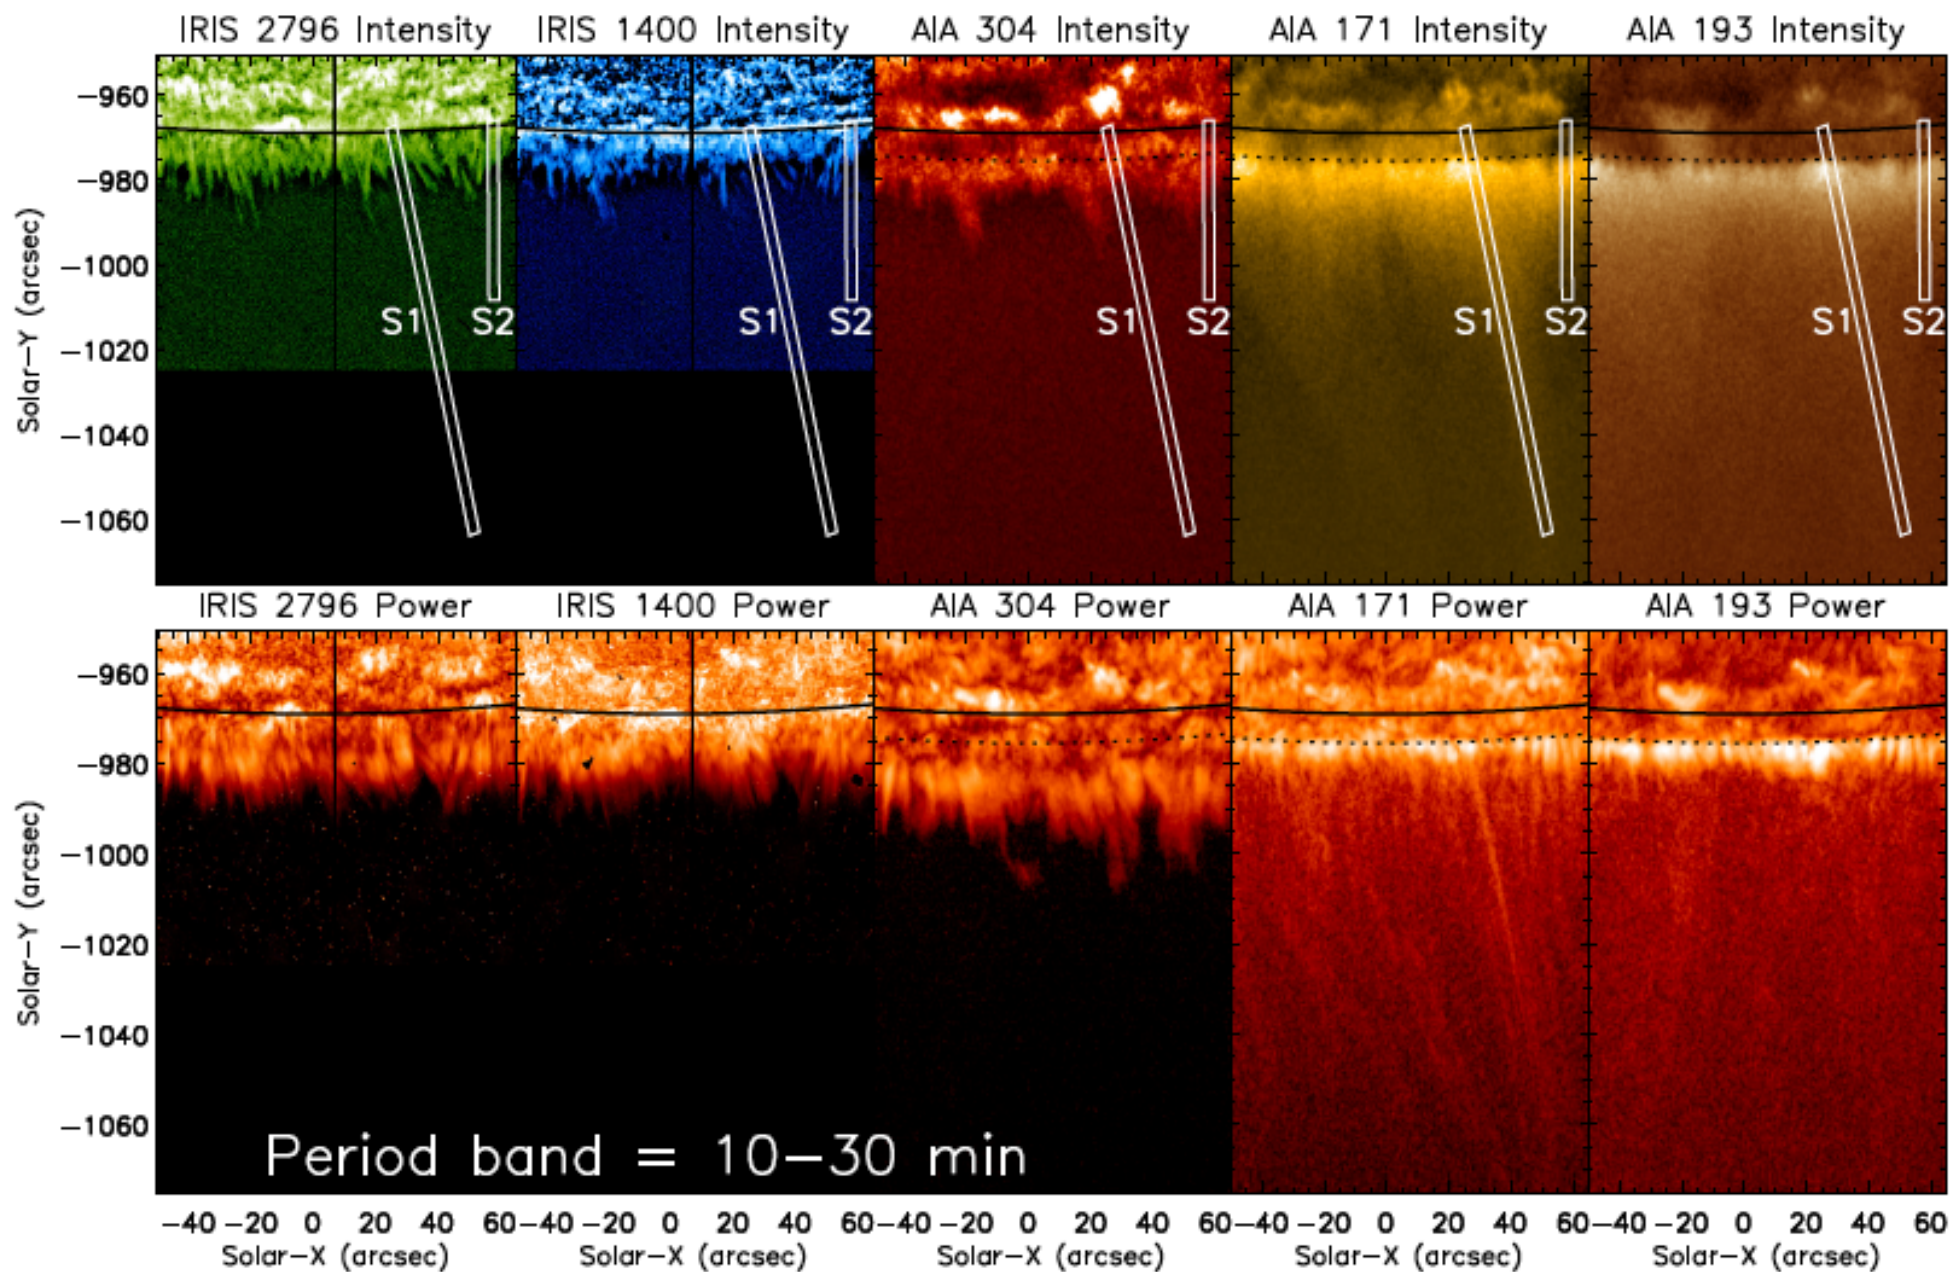 IRIS 2796 Intensity IRIS 1400 Intensity AIA 304 Intensity AIA 171 Intensity AIA 193 Intensity
−960
−980
−1000
−1020
−1040
−1060
Solar−Y (arcsec)
S1 S2 S1 S2 S1 S2 S1 S2 S1 S2
IRIS 2796 Power IRIS 1400 Power AIA 304 Power AIA 171 Power AIA 193 Power
−960
−980
−1000
−1020
−1040
−1060
Solar−Y (arcsec)
Period band = 10−30 min
−40 −20 0 20 40 60 −40 −20 0 20 40 60 −40 −20 0 20 40 60 −40 −20 0 20 40 60 −40 −20 0 20 40 60
Solar−X (arcsec) Solar−X (arcsec) Solar−X (arcsec) Solar−X (arcsec) Solar−X (arcsec)